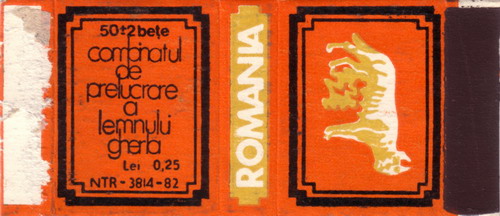 50±2 bețe
combinatul
de
prelucrare
a
lemnului
gherla
Lei 0,25
NTR-3814-82
ROMANIA